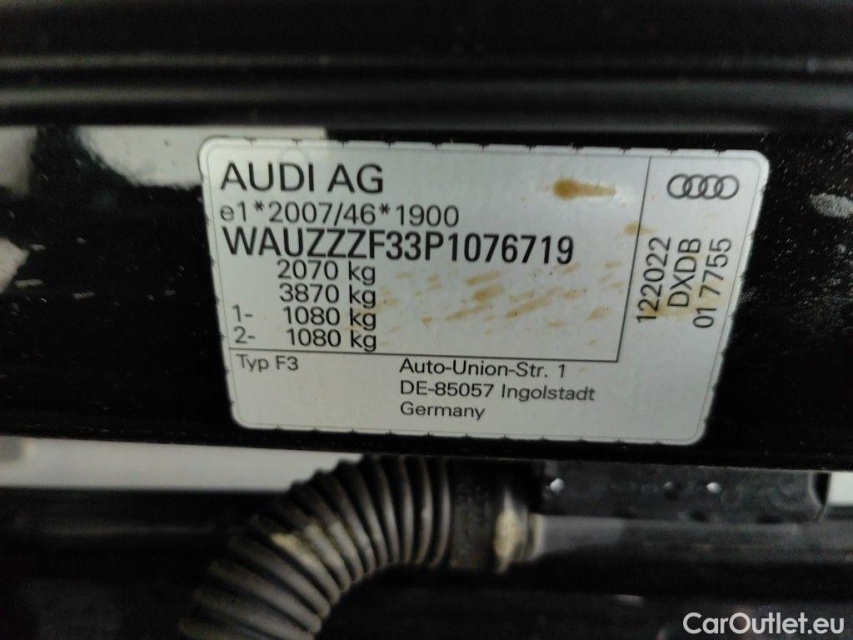 AUDI AG
e1*2007/46*1900
WAUZZZF33P1076719
2070 kg
3870 kg
1- 1080 kg
2- 1080 kg
Typ F3
Auto-Union-Str. 1
DE-85057 Ingolstadt
Germany
122022
DXDB
017755
CarOutlet.eu